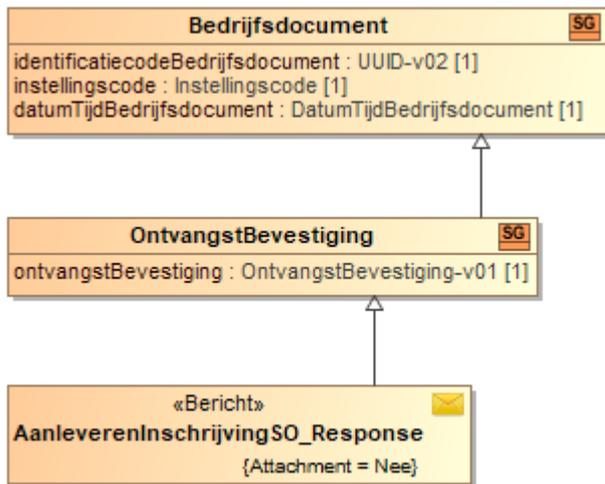 Bedrijfsdocument SG
identificatiecodeBedrijfsdocument : UUID-v02 [1]
instellingscode : Instellingscode [1]
datumTijdBedrijfsdocument : DatumTijdBedrijfsdocument [1]
OntvangstBevestiging SG
ontvangstBevestiging : OntvangstBevestiging-v01 [1]
«Bericht»
AanleverenInschrijvingSO_Response
{Attachment = Nee}